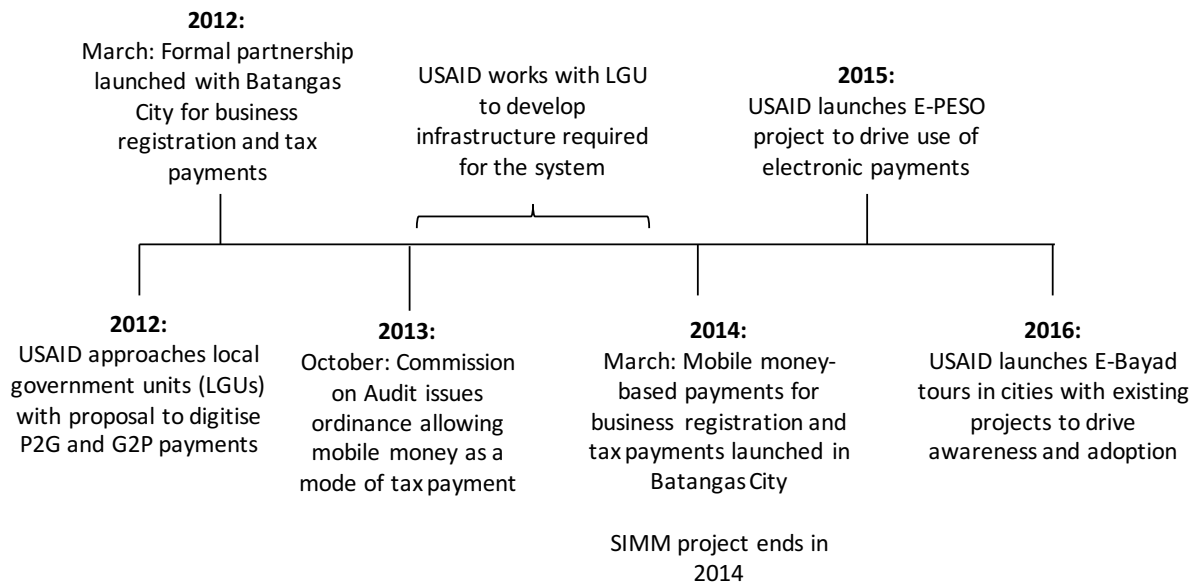 2012:
March: Formal partnership
launched with Batangas
City for business
registration and tax
payments
USAID works with LGU
to develop
infrastructure required
for the system
2015:
USAID launches E-PESO
project to drive use of
electronic payments
2012:
USAID approaches local
government units (LGUs)
with proposal to digitise
P2G and G2P payments
2013:
October: Commission
on Audit issues
ordinance allowing
mobile money as a
mode of tax payment
2014:
March: Mobile money-
based payments for
business registration and
tax payments launched in
Batangas City
SIMM project ends in
2014
2016:
USAID launches E-Bayad
tours in cities with existing
projects to drive
awareness and adoption